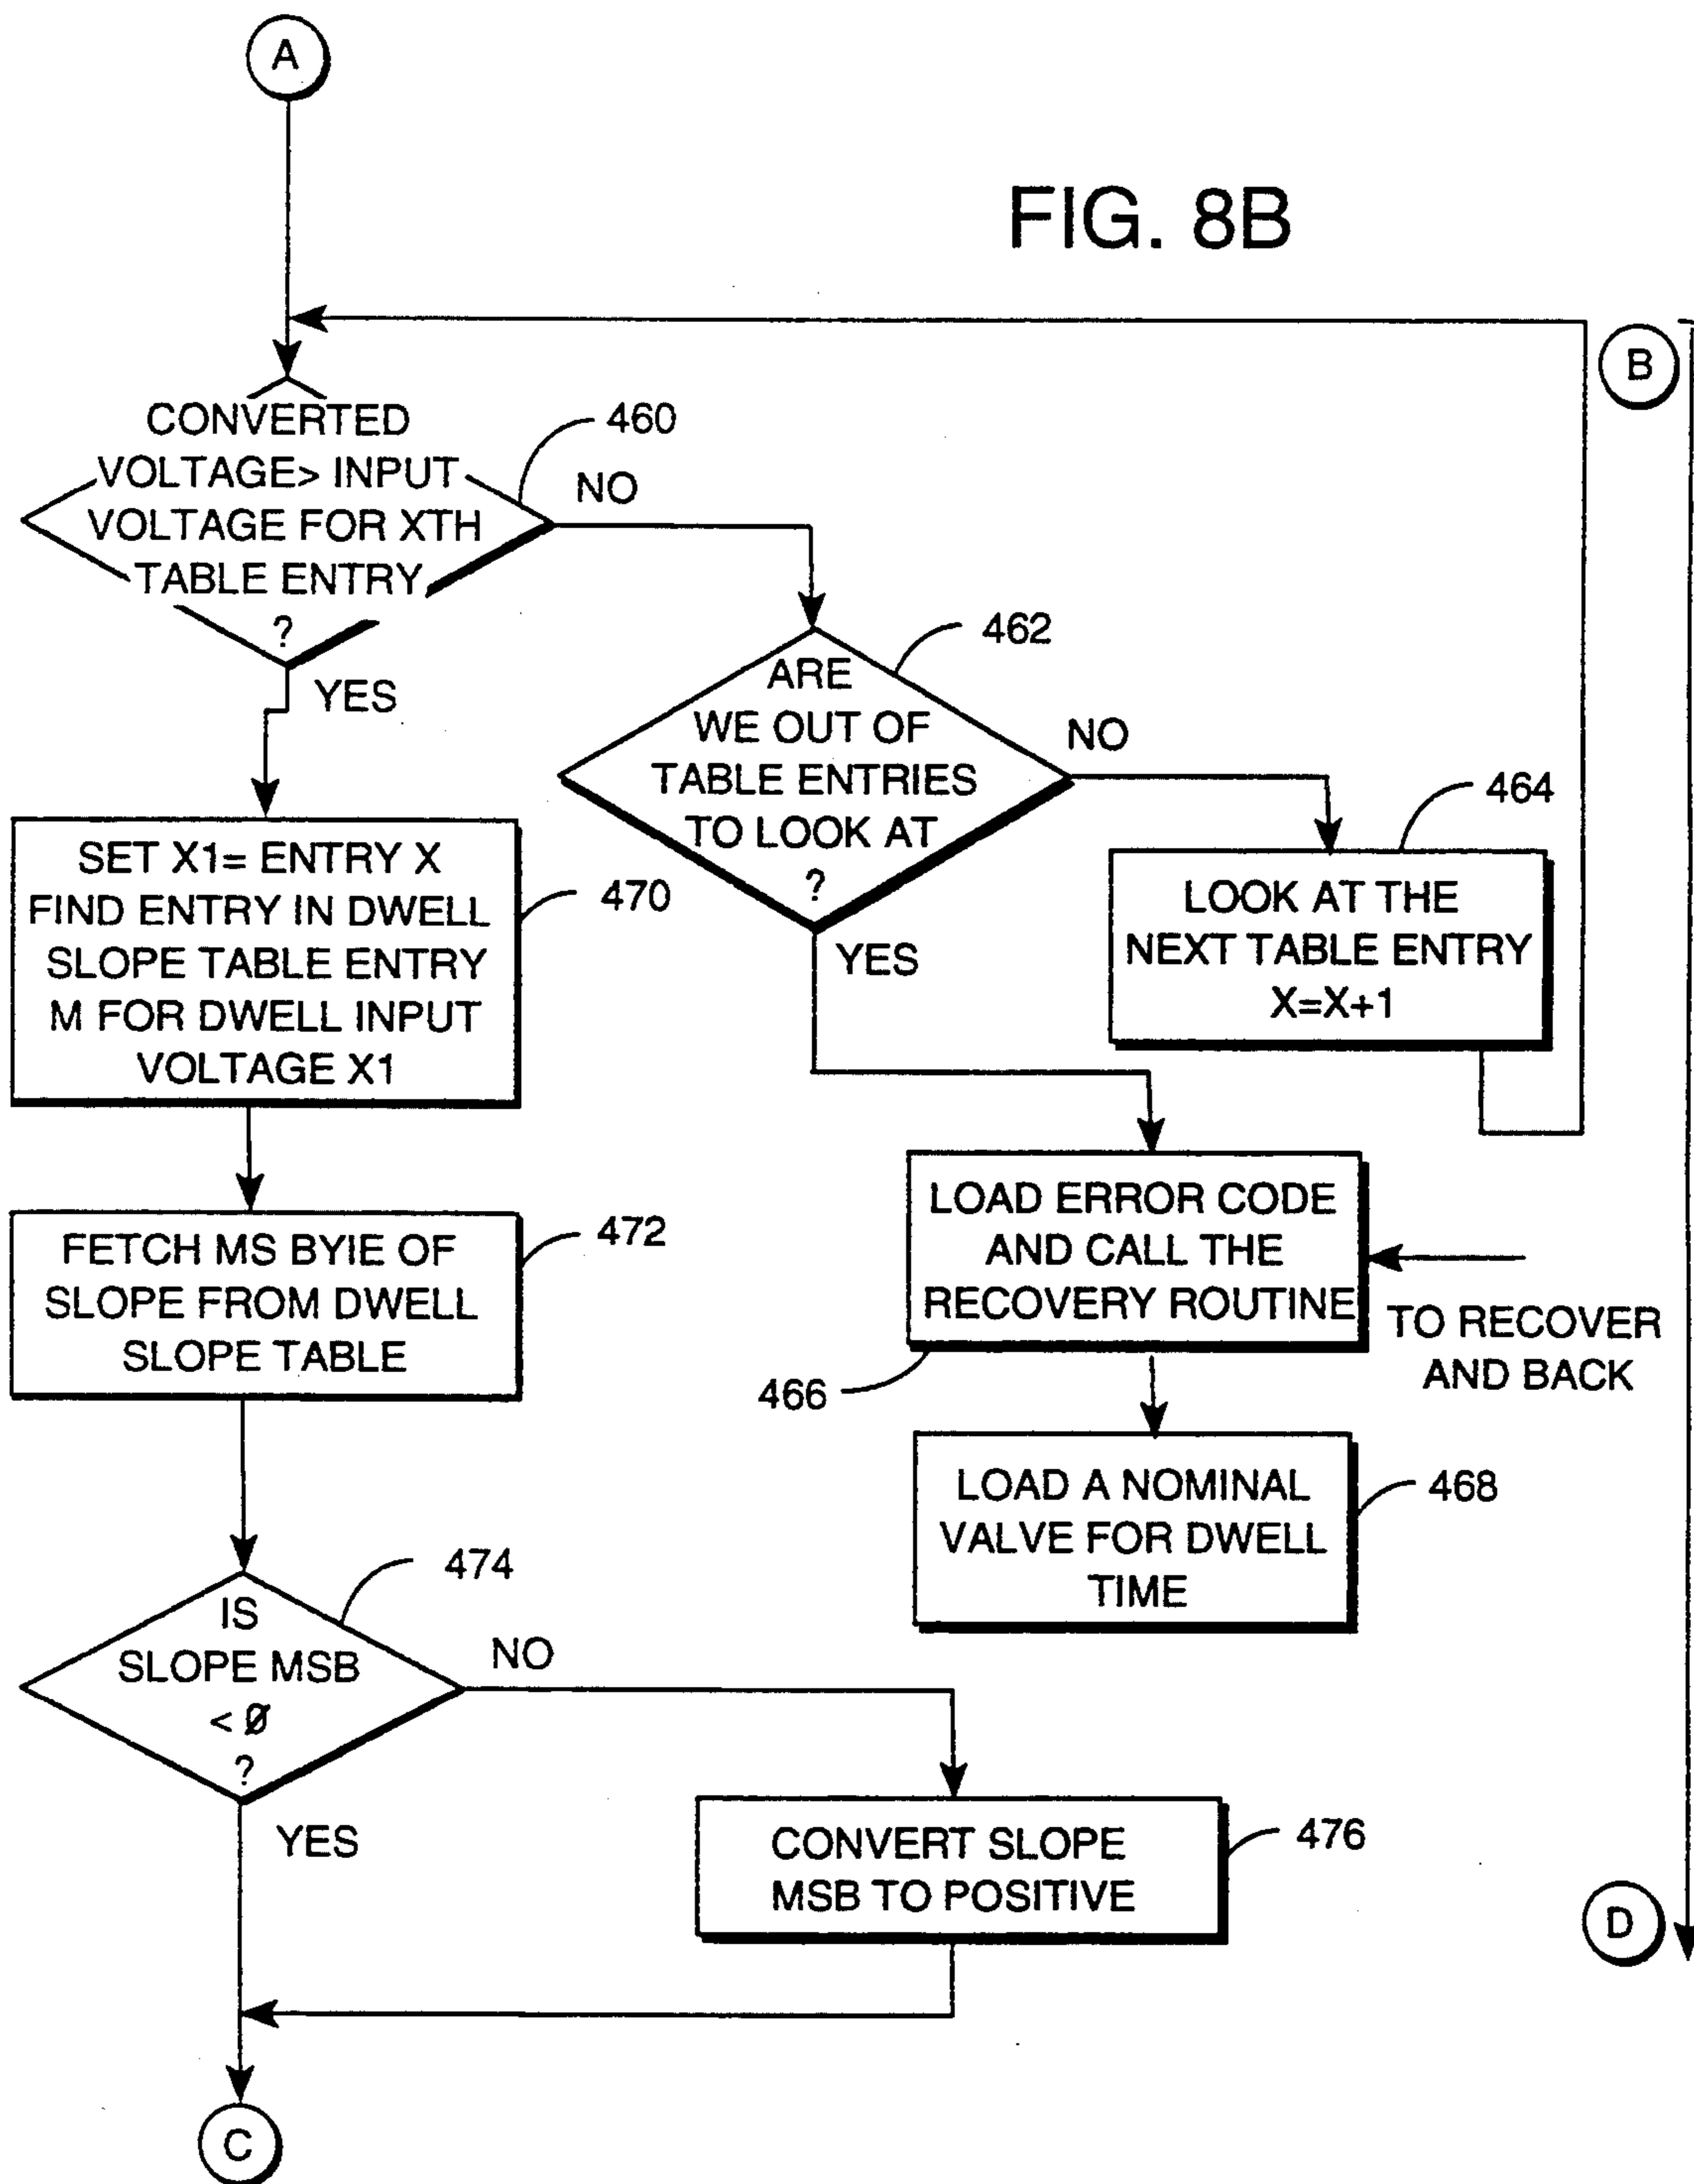 A
FIG. 8B
B
CONVERTED
VOLTAGE> INPUT
VOLTAGE FOR XTH
TABLE ENTRY
?
460
NO
YES
ARE
WE OUT OF
TABLE ENTRIES
TO LOOK AT
?
462
NO
YES
464
LOOK AT THE
NEXT TABLE ENTRY
X=X+1
SET X1= ENTRY X
FIND ENTRY IN DWELL
SLOPE TABLE ENTRY
M FOR DWELL INPUT
VOLTAGE X1
470
FETCH MS BYIE OF
SLOPE FROM DWELL
SLOPE TABLE
472
LOAD ERROR CODE
AND CALL THE
RECOVERY ROUTINE
466
TO RECOVER
AND BACK
LOAD A NOMINAL
VALVE FOR DWELL
TIME
468
IS
SLOPE MSB
< Ø
?
474
NO
YES
CONVERT SLOPE
MSB TO POSITIVE
476
D
C